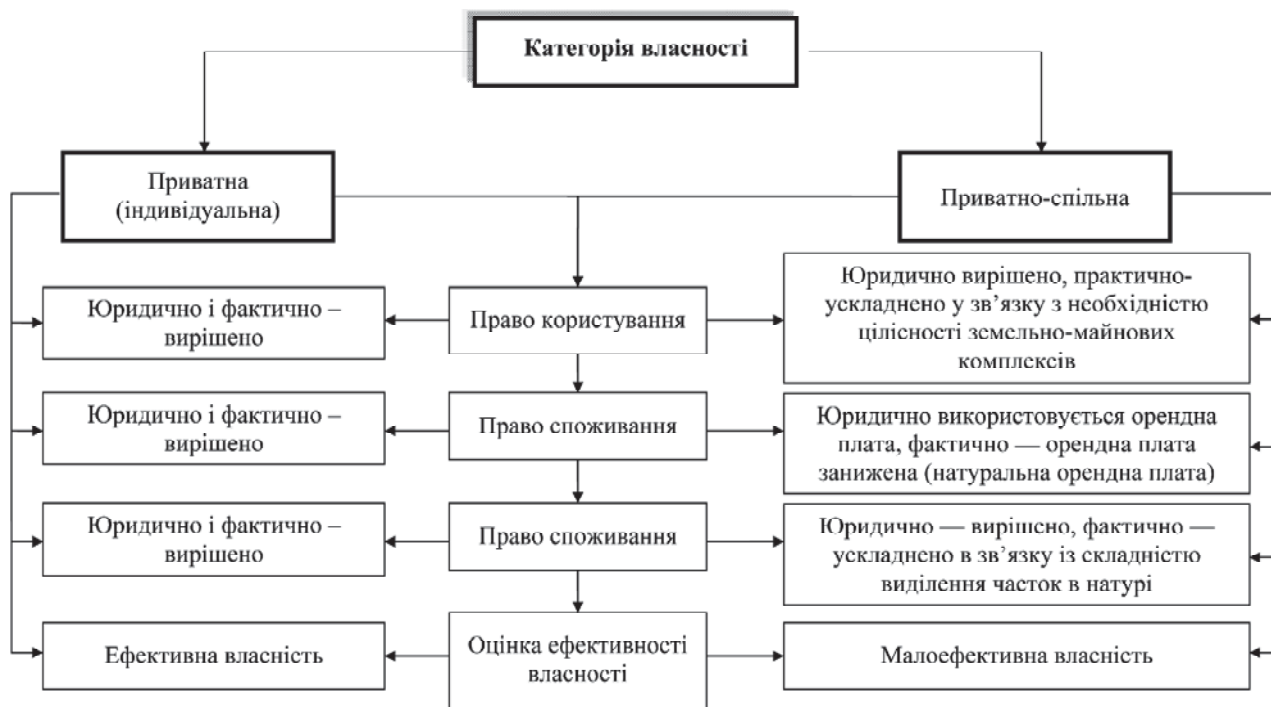 Категорія власності
Приватна
(індивідуальна)
Приватно-спільна
Юридично і фактично –
вирішено
Право користування
Юридично вирішено, практично-
ускладнено у зв’язку з необхідністю
цілісності земельно-майнових
комплексів
Юридично і фактично –
вирішено
Право споживання
Юридично використовується орендна
плата, фактично — орендна плата
занижена (натуральна орендна плата)
Юридично і фактично –
вирішено
Право споживання
Юридично — вирішено, фактично —
ускладнено в зв’язку із складністю
виділення часток в натурі
Ефективна власність
Оцінка ефективності
власності
Малоефективна власність